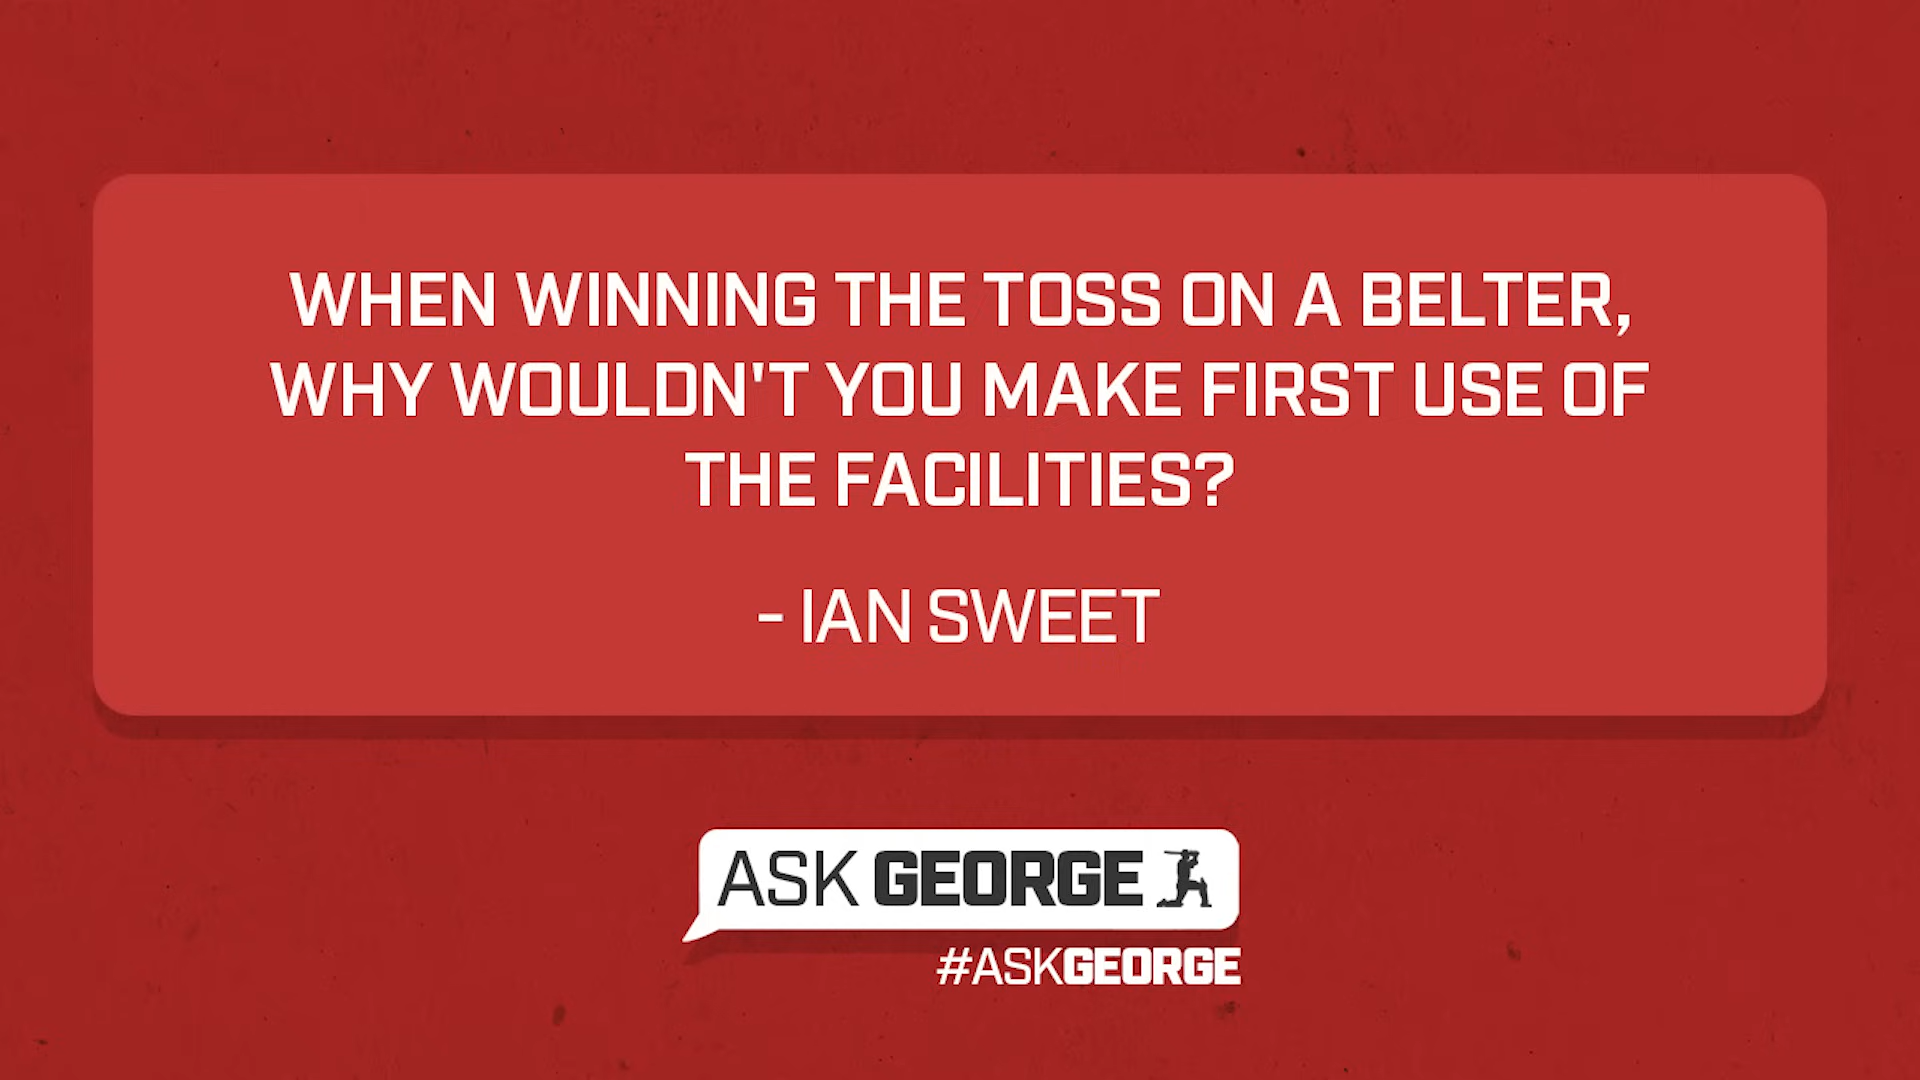 WHEN WINNING THE TOSS ON A BELTER,
WHY WOULDN'T YOU MAKE FIRST USE OF
THE FACILITIES?
- IAN SWEET
ASK GEORGE
#ASKGEORGE